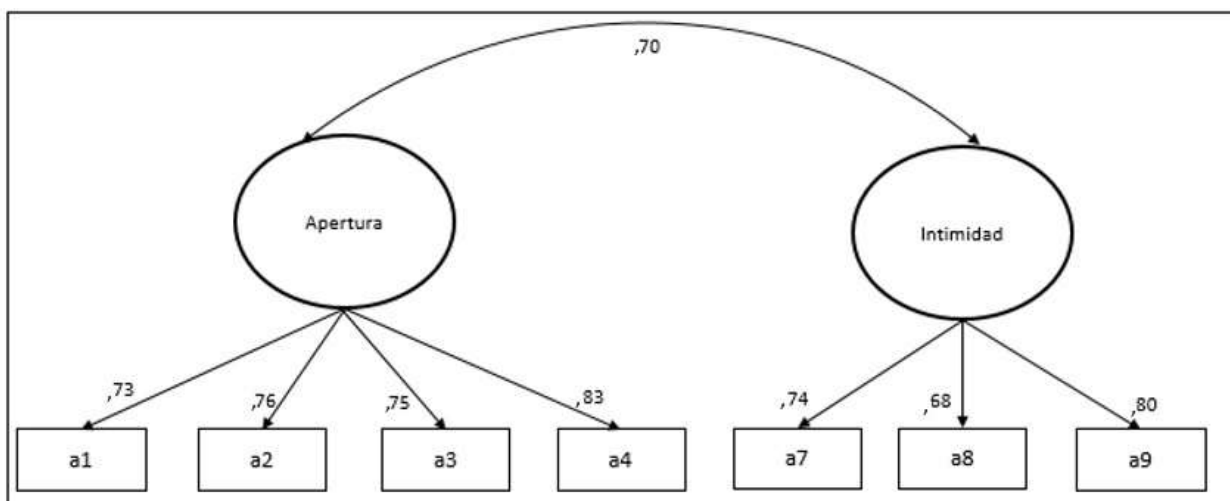 ,70
Apertura
Intimidad
,73
,76
,75
,83
,74
,68
,80
a1
a2
a3
a4
a7
a8
a9